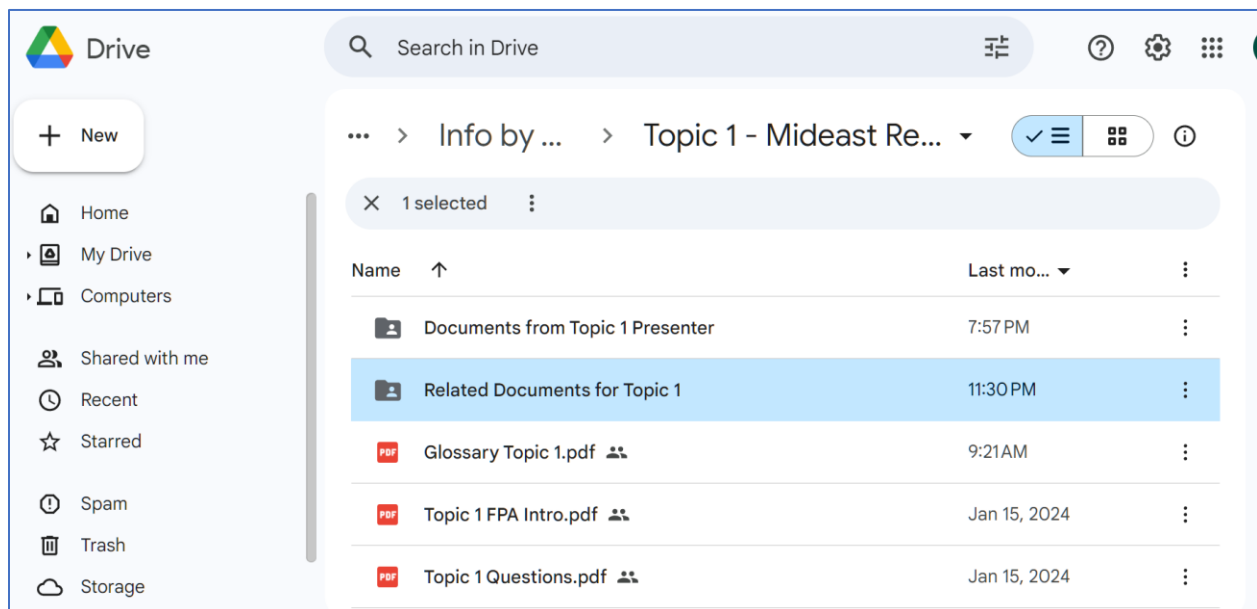 Drive
Search in Drive
New
Info by ... > Topic 1 - Mideast Re...
1 selected
Home
My Drive
Computers
Shared with me
Recent
Starred
Spam
Trash
Storage
Name Last mo...
Documents from Topic 1 Presenter 7:57 PM
Related Documents for Topic 1 11:30 PM
PDF Glossary Topic 1.pdf 9:21 AM
PDF Topic 1 FPA Intro.pdf Jan 15, 2024
PDF Topic 1 Questions.pdf Jan 15, 2024